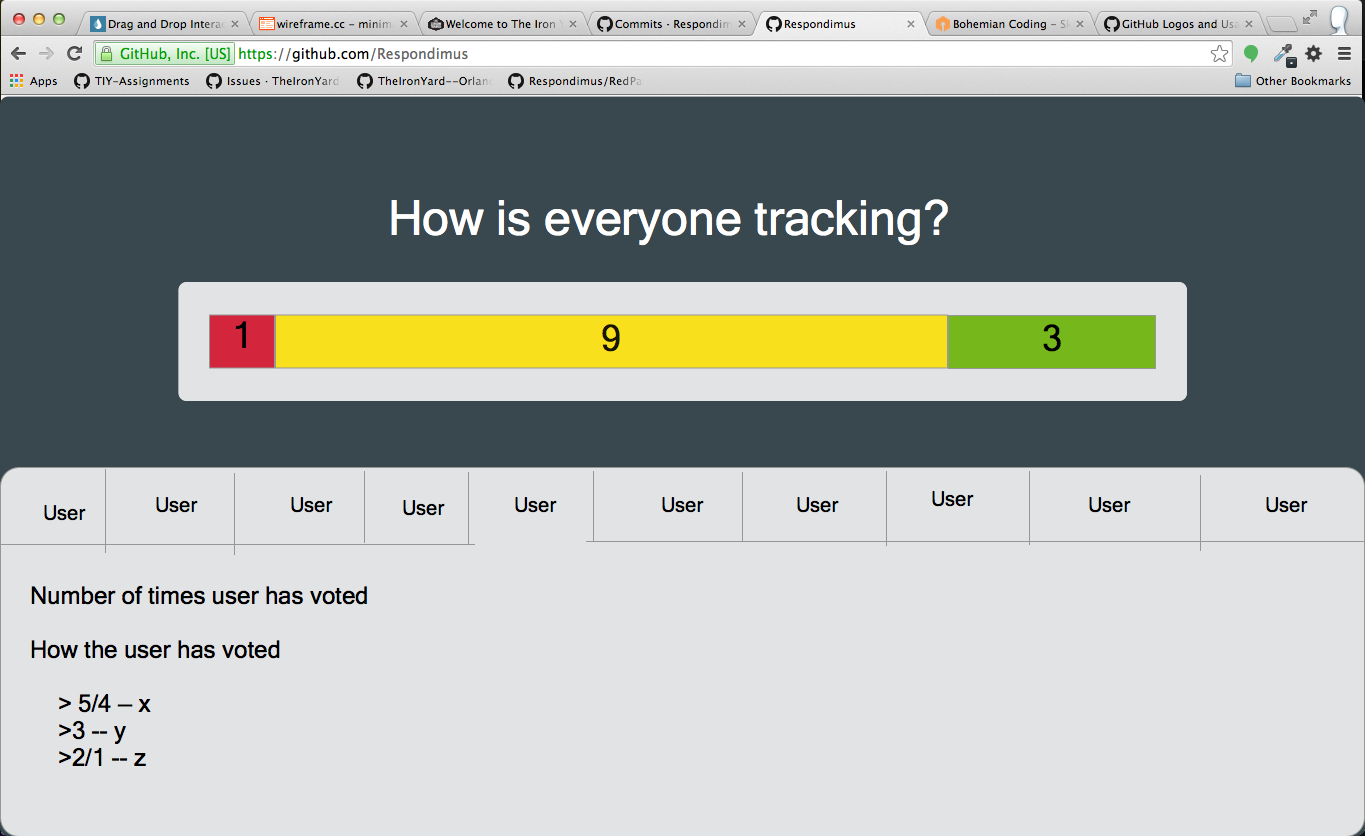 Drag and Drop Intera
wireframe.cc – minim
Welcome to The Iron
Commits · Respondim
Respondimus
Bohemian Coding – S
GitHub Logos and Usa
GitHub, Inc. [US] https://github.com/Respondimus
Apps TIY-Assignments Issues · TheIronYard TheIronYard--Orlan Respondimus/RedPa Other Bookmarks
How is everyone tracking?
1 9 3
User User User User User User User User User User
Number of times user has voted
How the user has voted
> 5/4 – x
>3 -- y
>2/1 -- z